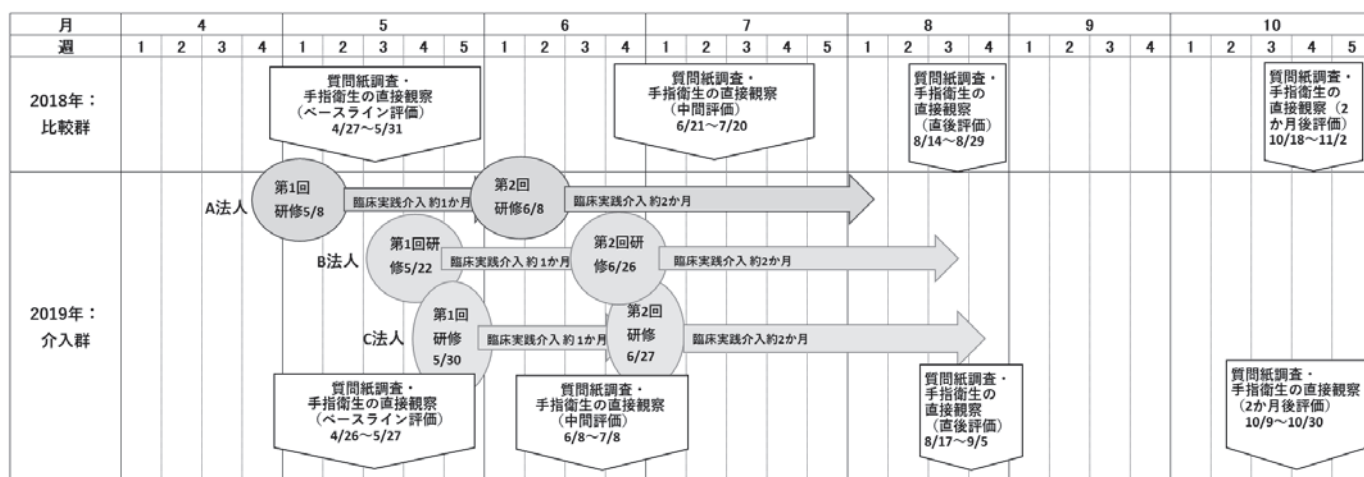 月 4 5 6 7 8 9 10
週 1 2 3 4 1 2 3 4 5 1 2 3 4 1 2 3 4 5 1 2 3 4 1 2 3 4 1 2 3 4 5
2018年：
比較群
質問紙調査・
手指衛生の直接観察
（ベースライン評価）
4/27～5/31
質問紙調査・
手指衛生の直接観察
（中間評価）
6/21～7/20
質問紙調査・
手指衛生の
直接観察
（直後評価）
8/14～8/29
質問紙調査・
手指衛生の
直接観察（2
か月後評価）
10/18～11/2
2019年：
介入群
A法人
第1回
研修5/8
臨床実践介入 約1か月
第2回
研修6/8
臨床実践介入 約2か月
B法人
第1回研
修5/22
臨床実践介入 約1か月
第2回研
修6/26
臨床実践介入 約2か月
C法人
第1回
研修
5/30
臨床実践介入 約1か月
第2回
研修
6/27
臨床実践介入約2か月
質問紙調査・
手指衛生の直接観察
（ベースライン評価）
4/26～5/27
質問紙調査・
手指衛生の直接観察
（中間評価）
6/8～7/8
質問紙調査・
手指衛生の
直接観察
（直後評価）
8/17～9/5
質問紙調査・
手指衛生の直接観察
（2か月後評価）
10/9～10/30